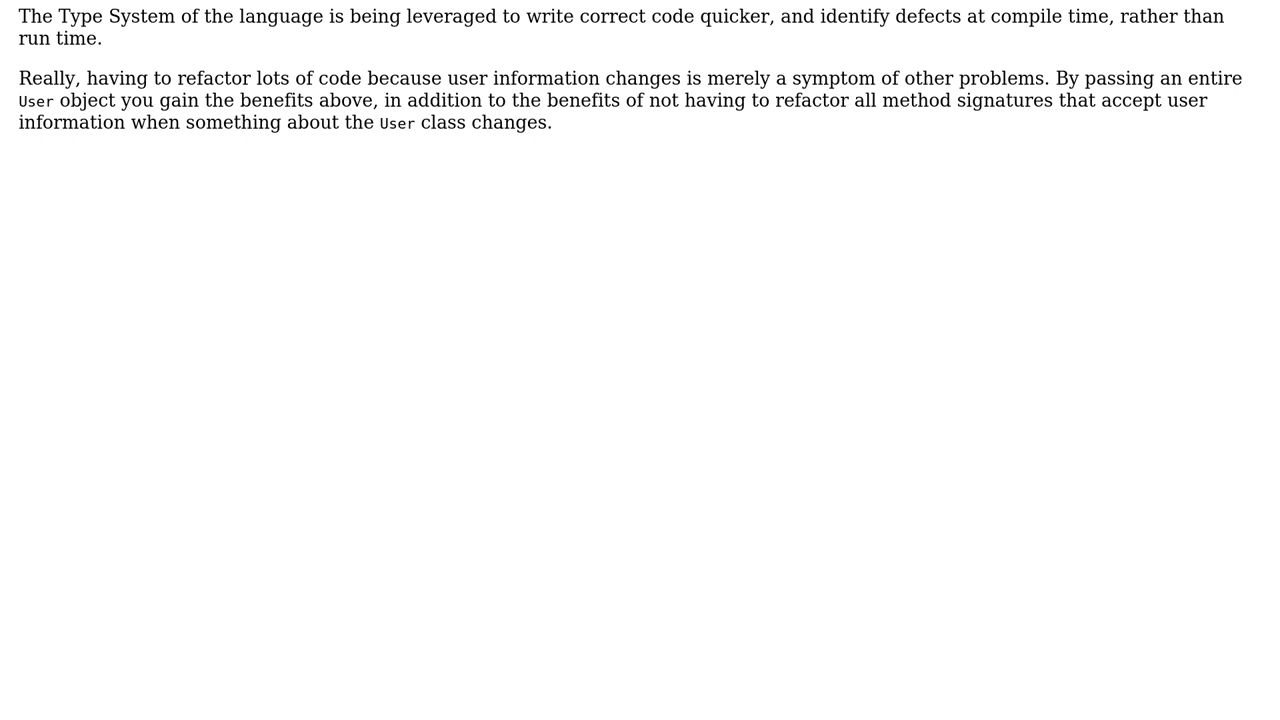 The Type System of the language is being leveraged to write correct code quicker, and identify defects at compile time, rather than
run time.
Really, having to refactor lots of code because user information changes is merely a symptom of other problems. By passing an entire
User object you gain the benefits above, in addition to the benefits of not having to refactor all method signatures that accept user
information when something about the User class changes.